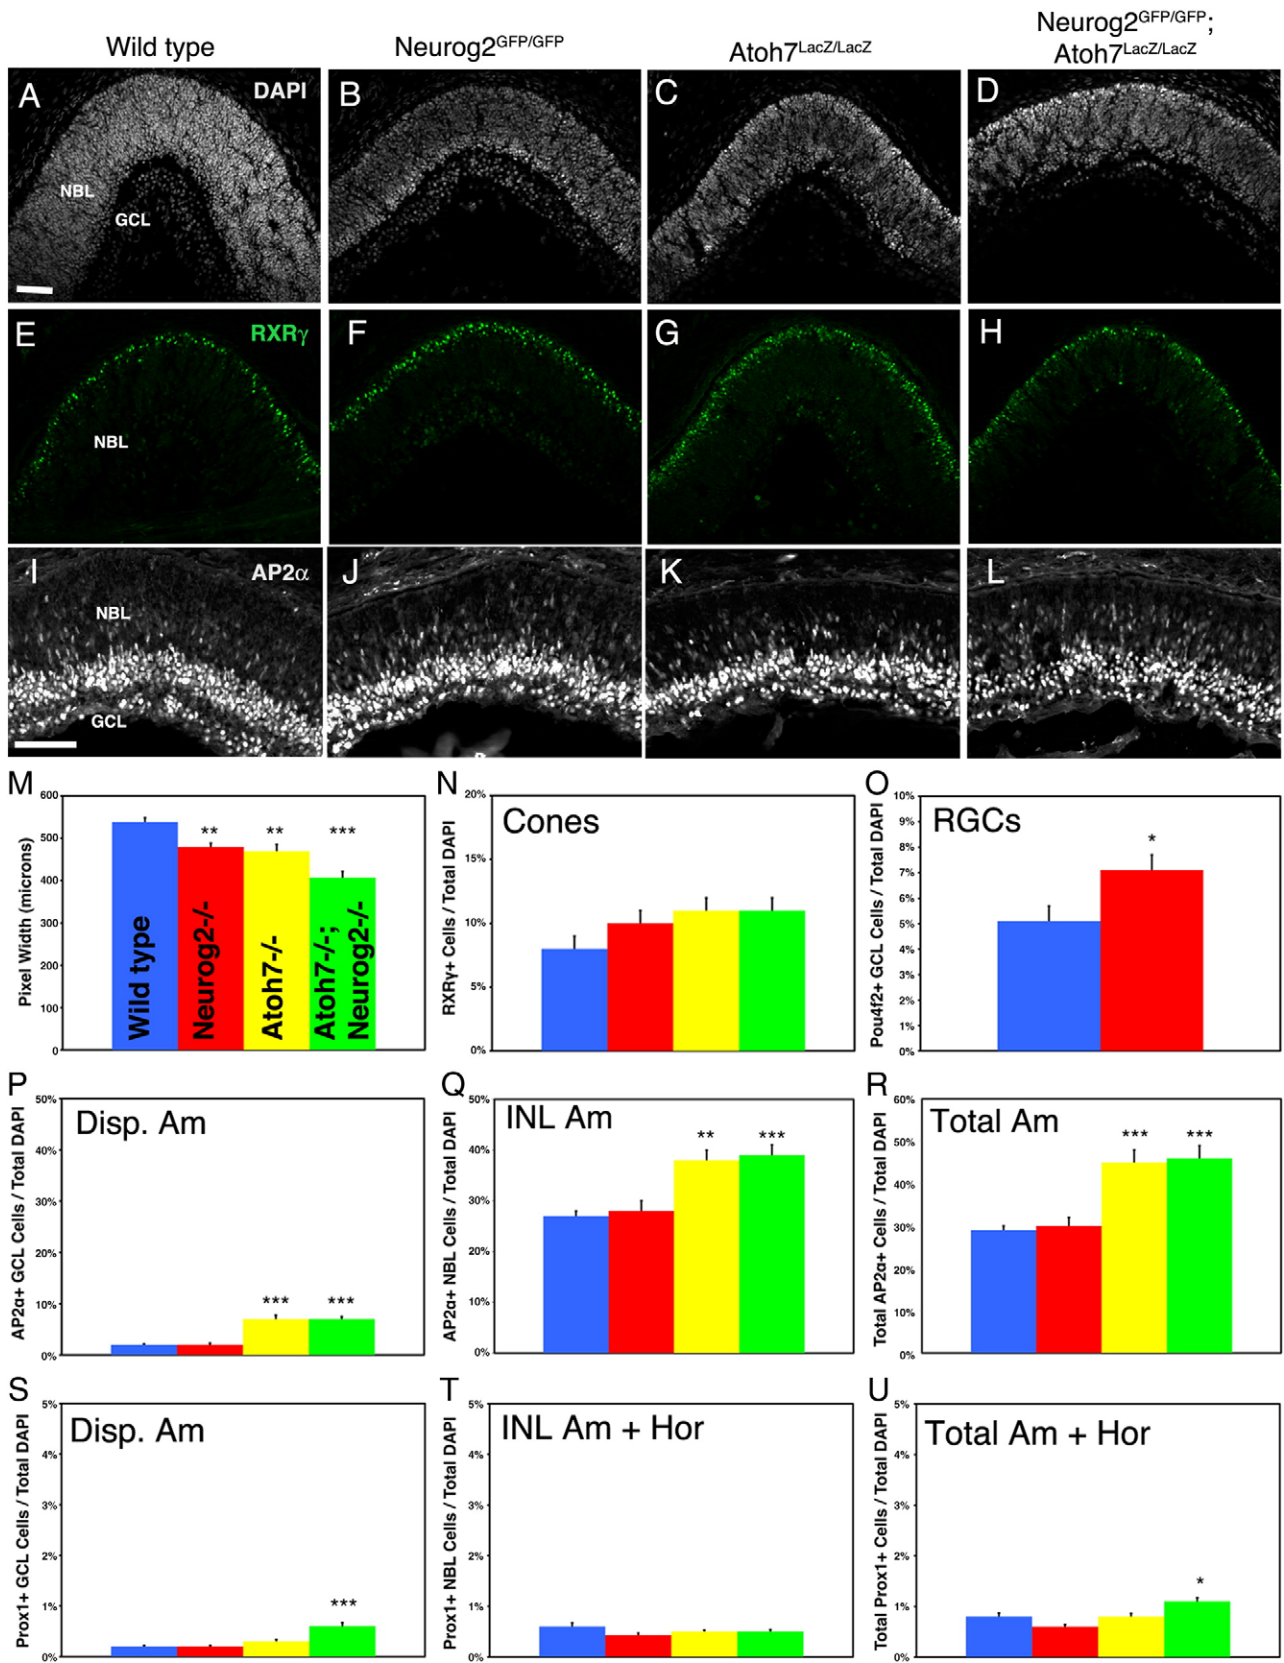 Wild type
Neurog2GFP/GFP
Atoh7LacZ/LacZ
Neurog2GFP/GFP;
Atoh7LacZ/LacZ
A
DAPI
NBL
GCL
B
C
D
E
RXRγ
NBL
F
G
H
I
AP2α
NBL
GCL
J
K
L
M
600
500
400
300
200
100
0
Pixel Width (microns)
**
**
***
Wild type
Neurog2-/-
Atoh7-/-
Atoh7-/-;
Neurog2-/-
N
Cones
20%
15%
10%
5%
0%
RXRγ+ Cells / Total DAPI
O
RGCs
10%
9%
8%
7%
6%
5%
4%
3%
2%
1%
0%
Pou4f2+ GCL Cells / Total DAPI
*
P
Disp. Am
50%
40%
30%
20%
10%
0%
AP2α+ GCL Cells / Total DAPI
***
***
Q
INL Am
50%
40%
30%
20%
10%
0%
AP2α+ NBL Cells / Total DAPI
**
***
R
Total Am
60%
50%
40%
30%
20%
10%
0%
Total AP2α+ Cells / Total DAPI
***
***
S
Disp. Am
5%
4%
3%
2%
1%
0%
Prox1+ GCL Cells / Total DAPI
***
T
INL Am + Hor
5%
4%
3%
2%
1%
0%
Prox1+ NBL Cells / Total DAPI
U
Total Am + Hor
5%
4%
3%
2%
1%
0%
Total Prox1+ Cells / Total DAPI
*